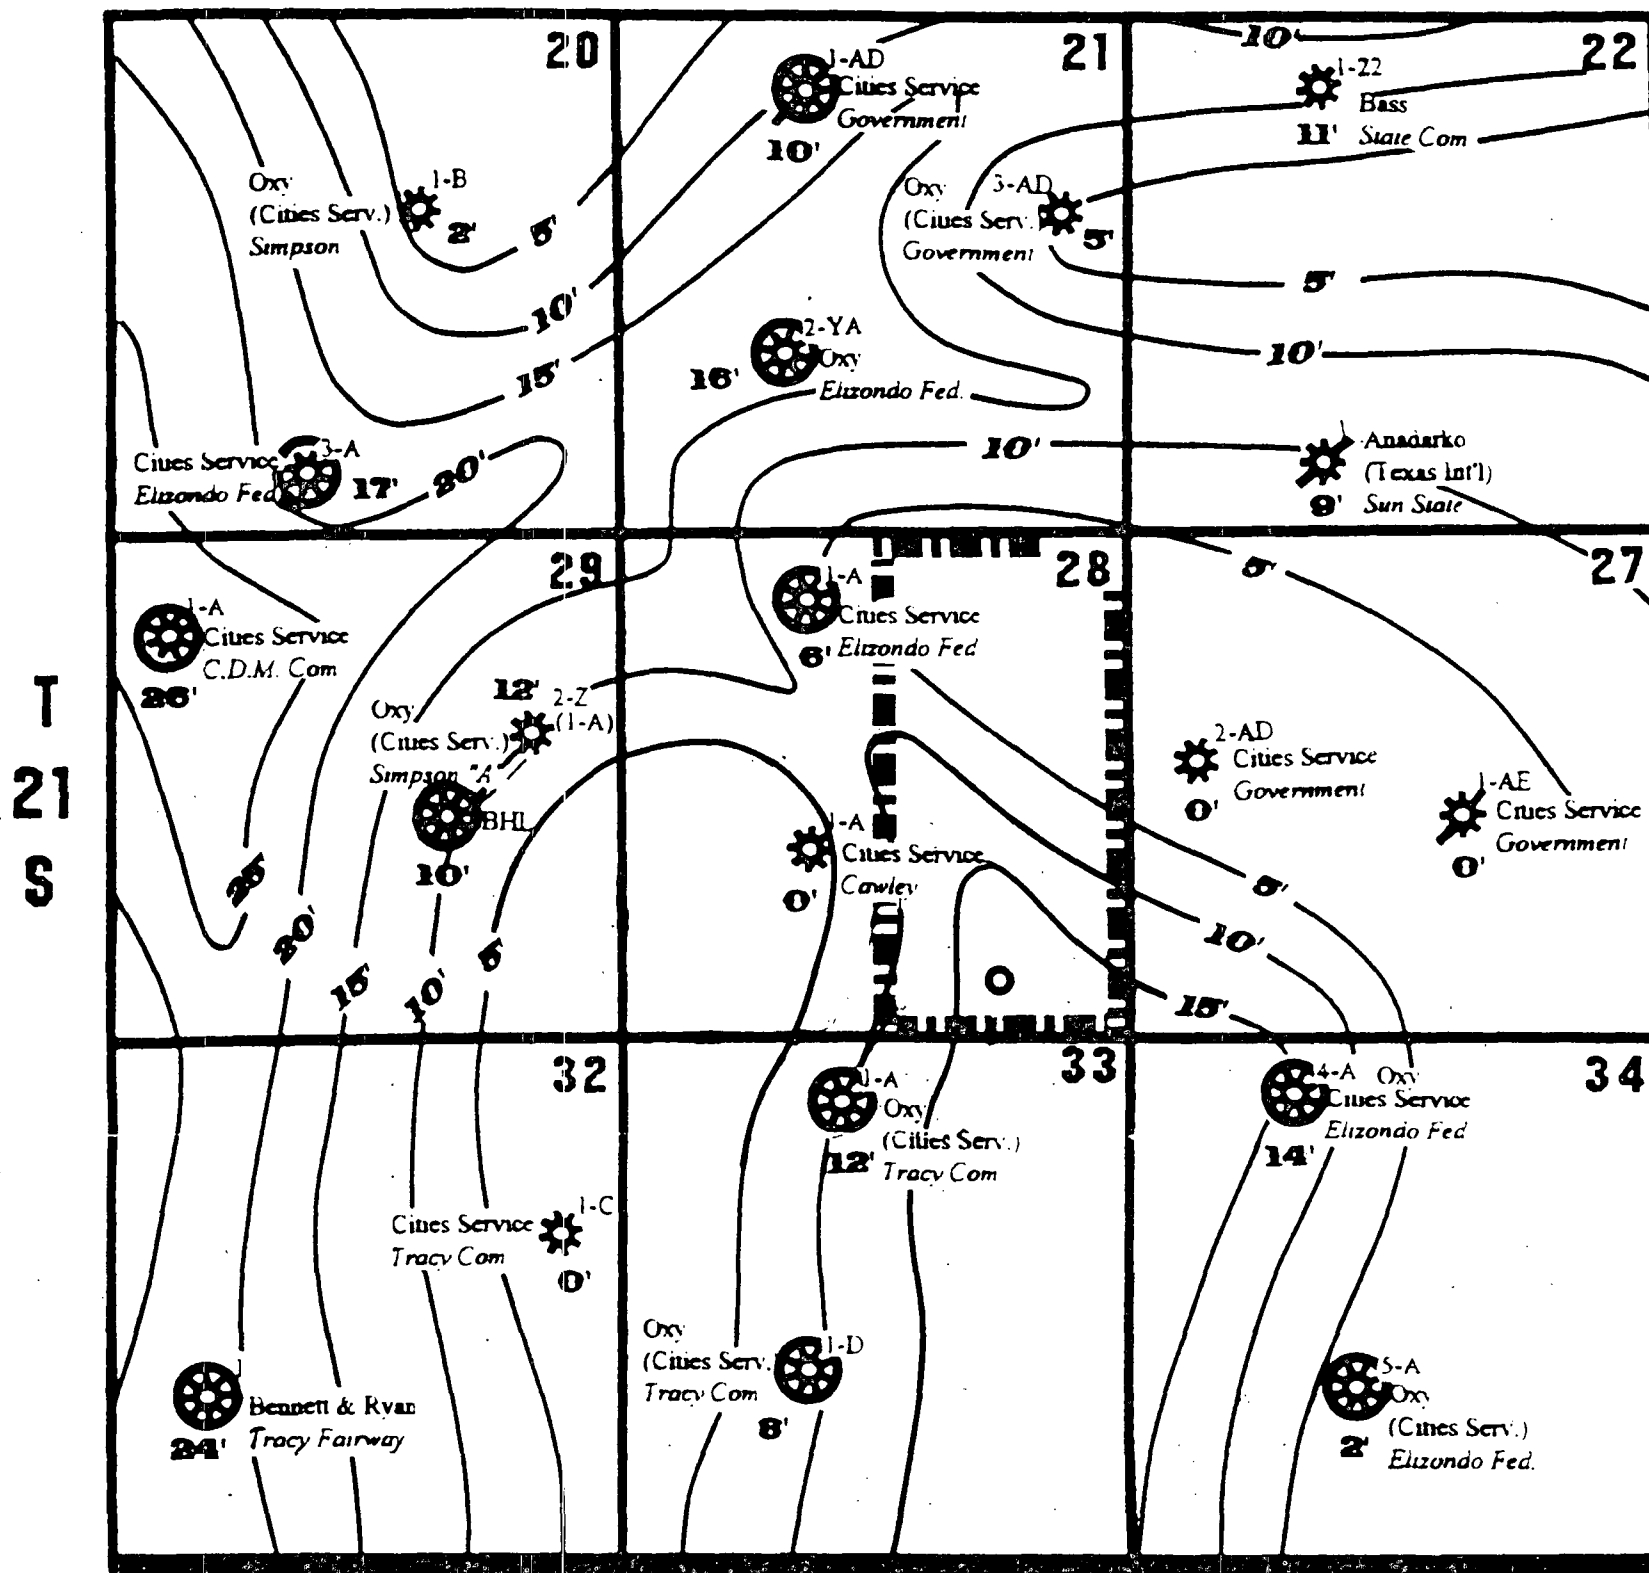 20
21
22
10'
1-AD
Cities Service
Government
10'
1-22
Bass
11'
State Com
Oxy
(Cities Serv.)
Simpson
1-B
2'
5'
Oxy
(Cities Serv.)
Government
3-AD
5'
5'
10'
10'
15'
2-YA
Oxy
16'
Elizondo Fed.
Cities Service
Elizondo Fed
3-A
17'
20'
10'
1
Anadarko
(Texas Int'l)
9'
Sun State
29
28
27
5'
1-A
Cities Service
C.D.M. Com
26'
1-A
Cities Service
6'
Elizondo Fed
T
21
S
12'
2-Z
(1-A)
Oxy
(Cities Serv.)
Simpson "A"
BHL
10'
1-A
Cities Service
Cawley
0'
2-AD
Cities Service
Government
0'
1-AE
Cities Service
Government
0'
25'
20'
15'
10'
5'
5'
10'
15'
32
33
34
1-A
Oxy
(Cities Serv.)
12'
Tracy Com
4-A
Oxy
Cities Service
Elizondo Fed
14'
Cities Service
Tracy Com
1-C
0'
Oxy
(Cities Serv.)
Tracy Com
1-D
8'
1
Bennett & Ryan
24'
Tracy Fairway
5-A
Oxy
(Cities Serv.)
2'
Elizondo Fed.